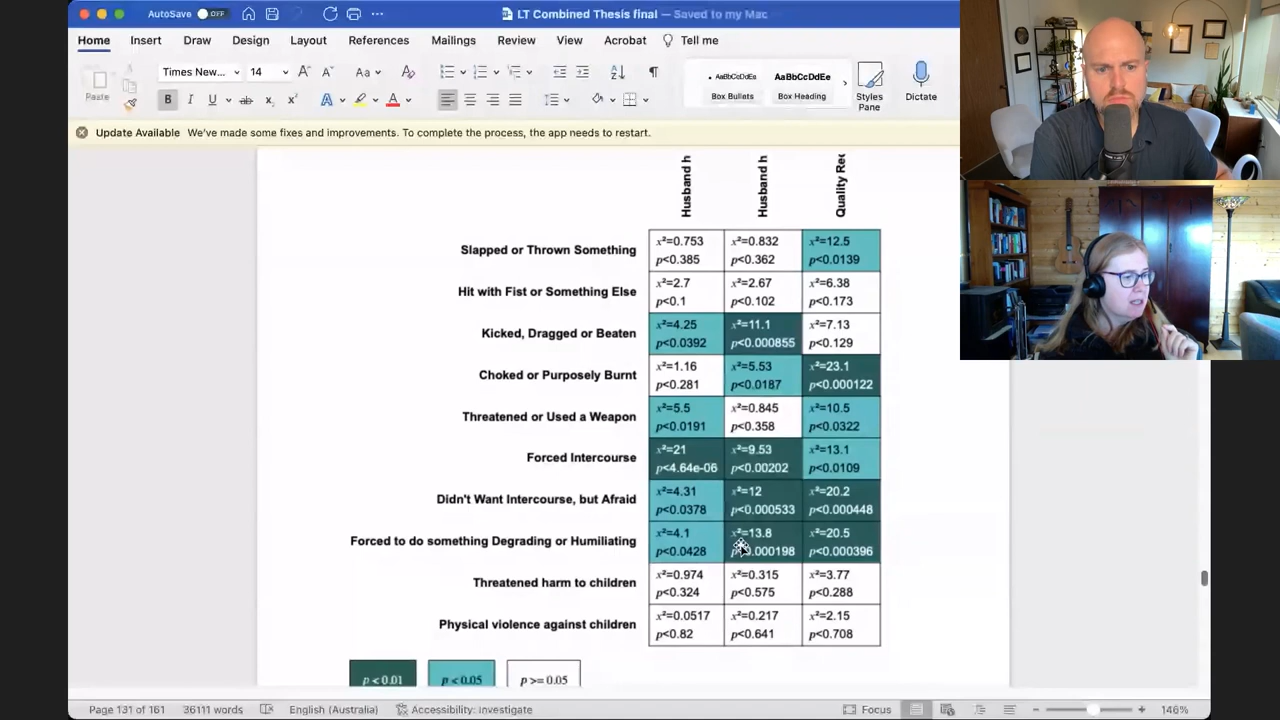 AutoSave OFF
LT Combined Thesis final — Saved to my Mac
Home Insert Draw Design Layout References Mailings Review View Acrobat Tell me
Times New... 14 Aa
Paste
B I U ab x₂ x² A A
AaBbCcDdEe AaBbCcDdEe
Box Bullets Box Heading
Styles Pane
Dictate
Update Available We've made some fixes and improvements. To complete the process, the app needs to restart.
Husband h
Husband h
Quality Rec
Slapped or Thrown Something
x²=0.753 x²=0.832 x²=12.5
p<0.385 p<0.362 p<0.0139
Hit with Fist or Something Else
x²=2.7 x²=2.67 x²=6.38
p<0.1 p<0.102 p<0.173
Kicked, Dragged or Beaten
x²=4.25 x²=11.1 x²=7.13
p<0.0392 p<0.000855 p<0.129
Choked or Purposely Burnt
x²=1.16 x²=5.53 x²=23.1
p<0.281 p<0.0187 p<0.000122
Threatened or Used a Weapon
x²=5.5 x²=0.845 x²=10.5
p<0.0191 p<0.358 p<0.0322
Forced Intercourse
x²=21 x²=9.53 x²=13.1
p<4.64e-06 p<0.00202 p<0.0109
Didn't Want Intercourse, but Afraid
x²=4.31 x²=12 x²=20.2
p<0.0378 p<0.000533 p<0.000448
Forced to do something Degrading or Humiliating
x²=4.1 x²=13.8 x²=20.5
p<0.0428 p<0.000198 p<0.000396
Threatened harm to children
x²=0.974 x²=0.315 x²=3.77
p<0.324 p<0.575 p<0.288
Physical violence against children
x²=0.0517 x²=0.217 x²=2.15
p<0.82 p<0.641 p<0.708
p < 0.01 p < 0.05 p >= 0.05
Page 131 of 161 36111 words English (Australia) Accessibility: Investigate Focus 146%